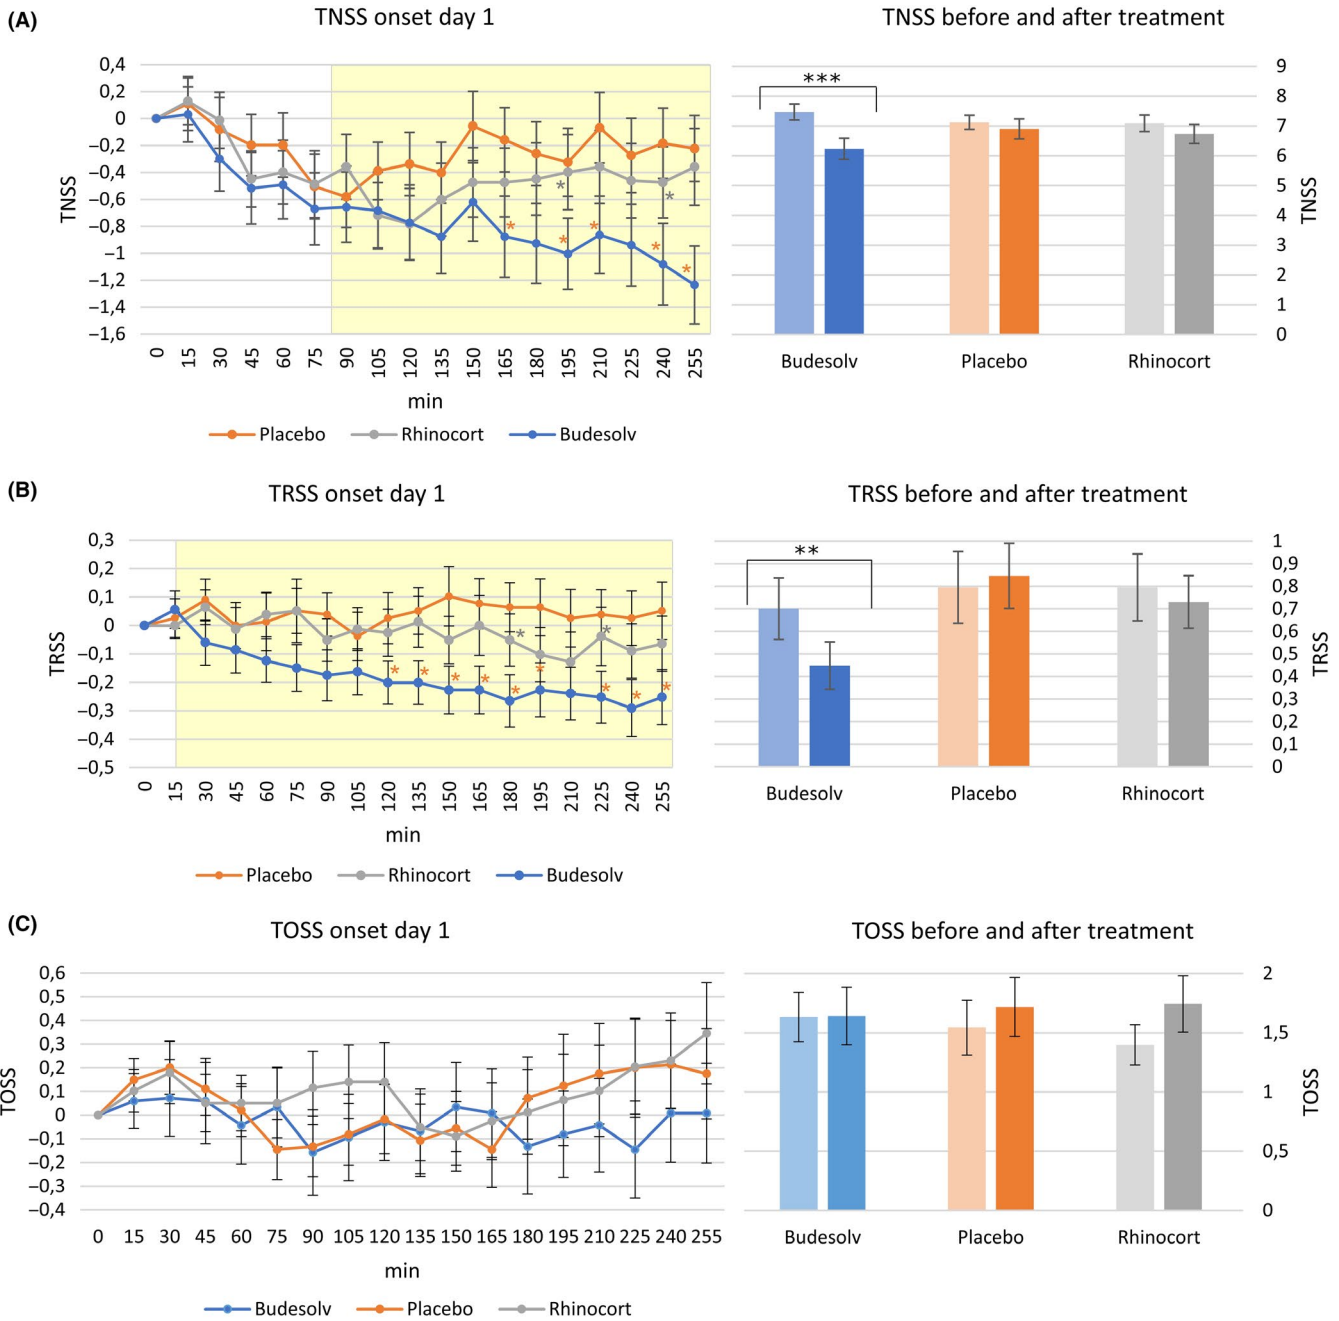 (A)
TNSS onset day 1
TNSS before and after treatment
TNSS
0,4
0,2
0
−0,2
−0,4
−0,6
−0,8
−1
−1,2
−1,4
−1,6
* * * * * * *
0 15 30 45 60 75 90 105 120 135 150 165 180 195 210 225 240 255
min
Placebo Rhinocort Budesolv
***
9
8
7
6
5
4
3
2
1
0
TNSS
Budesolv Placebo Rhinocort
(B)
TRSS onset day 1
TRSS before and after treatment
TRSS
0,3
0,2
0,1
0
−0,1
−0,2
−0,3
−0,4
−0,5
* * * * * * * * * * *
0 15 30 45 60 75 90 105 120 135 150 165 180 195 210 225 240 255
min
Placebo Rhinocort Budesolv
**
1
0,9
0,8
0,7
0,6
0,5
0,4
0,3
0,2
0,1
0
TRSS
Budesolv Placebo Rhinocort
(C)
TOSS onset day 1
TOSS before and after treatment
TOSS
0,6
0,5
0,4
0,3
0,2
0,1
0
−0,1
−0,2
−0,3
−0,4
0 15 30 45 60 75 90 105 120 135 150 165 180 195 210 225 240 255
min
Budesolv Placebo Rhinocort
2
1,5
1
0,5
0
TOSS
Budesolv Placebo Rhinocort